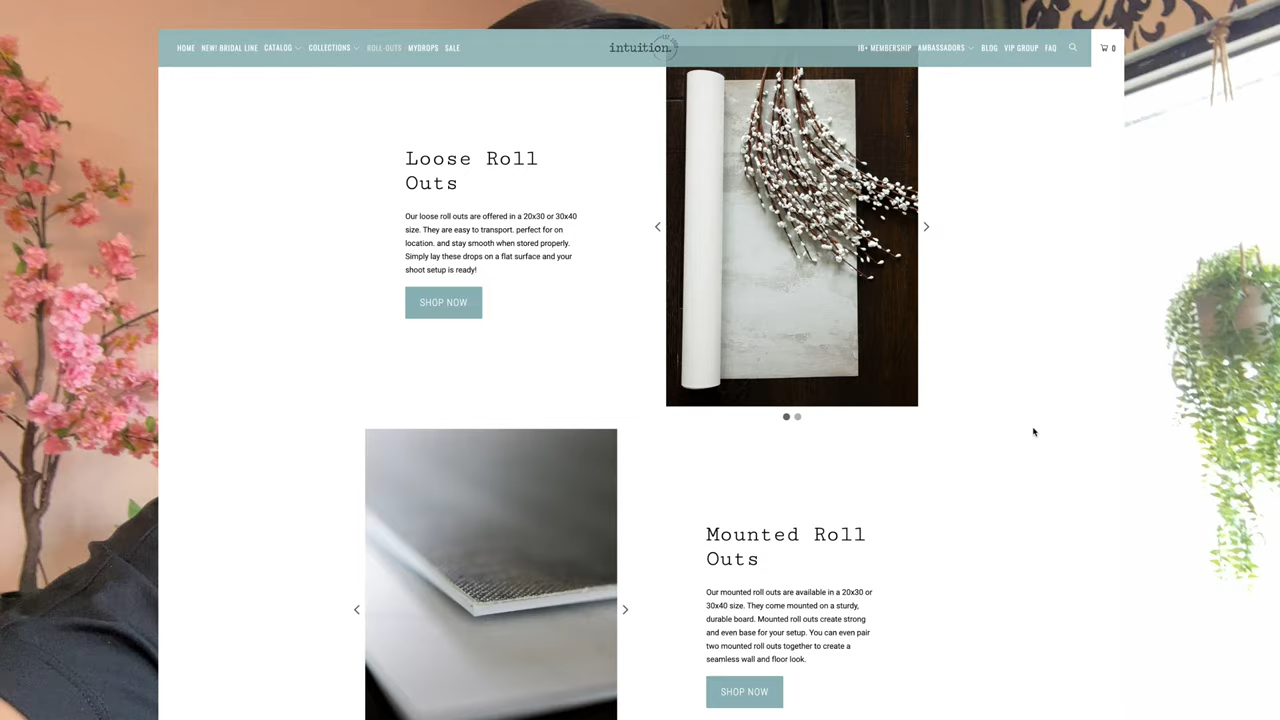 HOME NEW! BRIDAL LINE CATALOG COLLECTIONS ROLL-OUTS MYDROPS SALE
intuition.
18+ MEMBERSHIP AMBASSADORS BLOG VIP GROUP FAQ 0
Loose Roll
Outs
Our loose roll outs are offered in a 20x30 or 30x40
size. They are easy to transport. perfect for on
location. and stay smooth when stored properly.
Simply lay these drops on a flat surface and your
shoot setup is ready!
SHOP NOW
Mounted Roll
Outs
Our mounted roll outs are available in a 20x30 or
30x40 size. They come mounted on a sturdy,
durable board. Mounted roll outs create strong
and even base for your setup. You can even pair
two mounted roll outs together to create a
seamless wall and floor look.
SHOP NOW